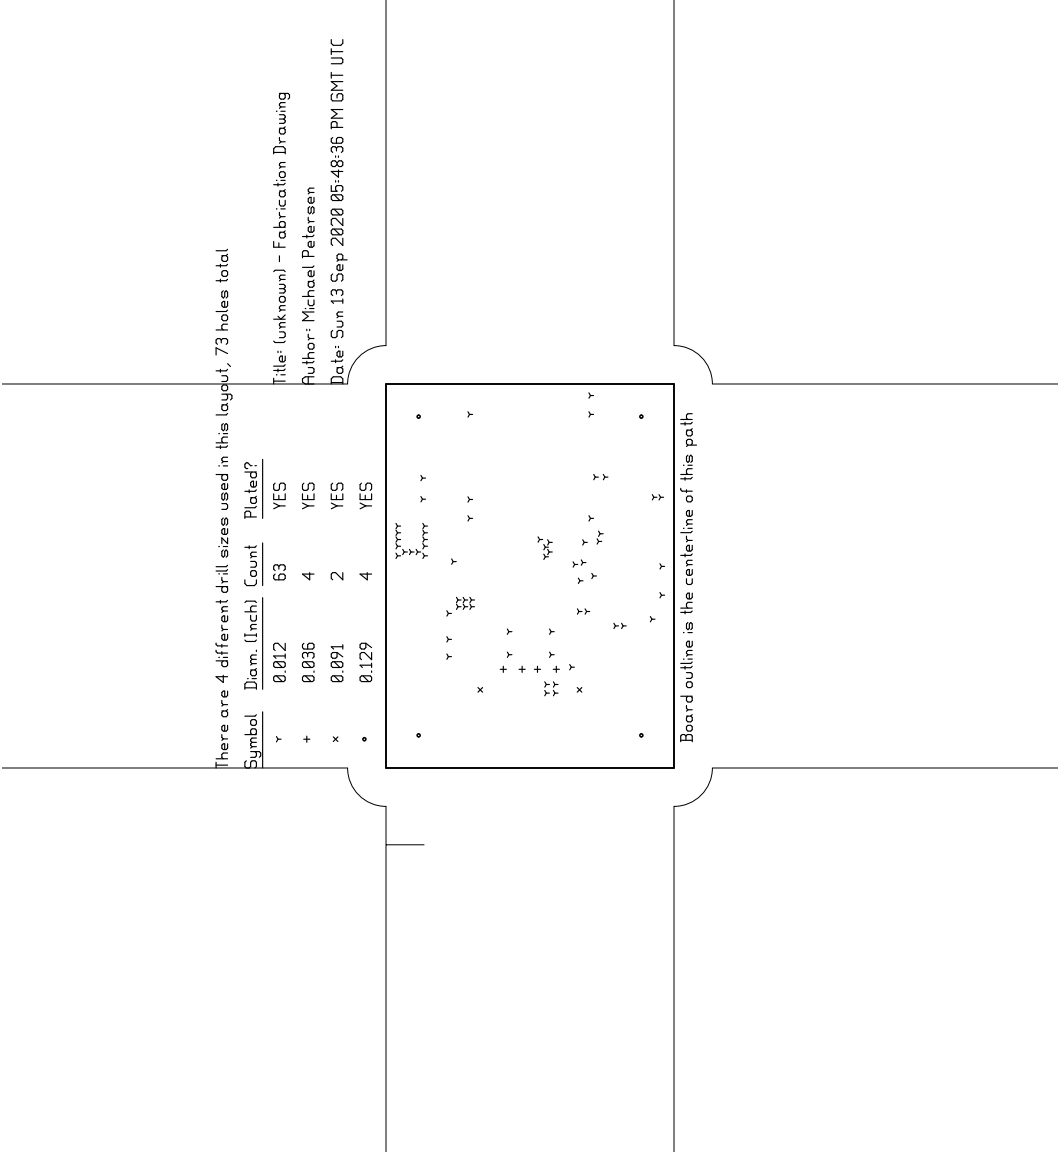 There are 4 different drill sizes used in this layout, 73 holes total
Symbol Diam. (Inch) Count Plated?
0.012 63 YES
+ 0.036 4 YES
× 0.091 2 YES
0.129 4 YES
Title: (unknown) - Fabrication Drawing
Author: Michael Petersen
Date: Sun 13 Sep 2020 05:48:36 PM GMT UTC
Board outline is the centerline of this path